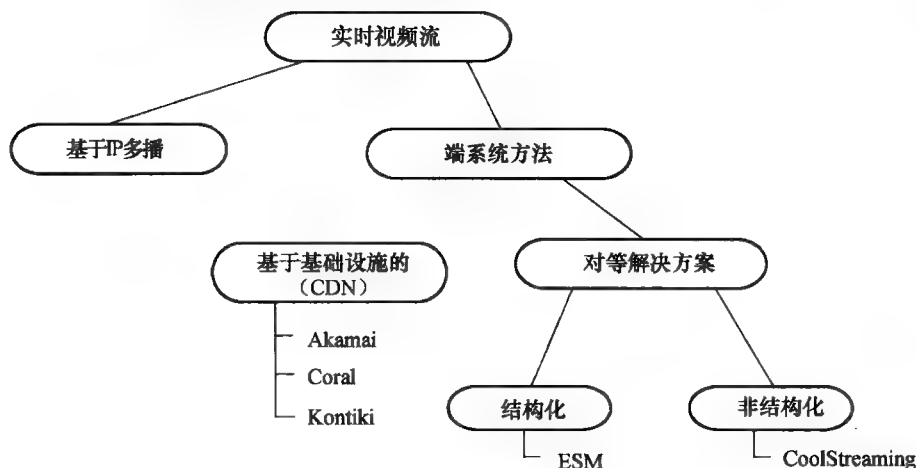 实时视频流
基于IP多播
端系统方法
基于基础设施的
（CDN）
对等解决方案
Akamai
Coral
Kontiki
结构化
非结构化
ESM
CoolStreaming